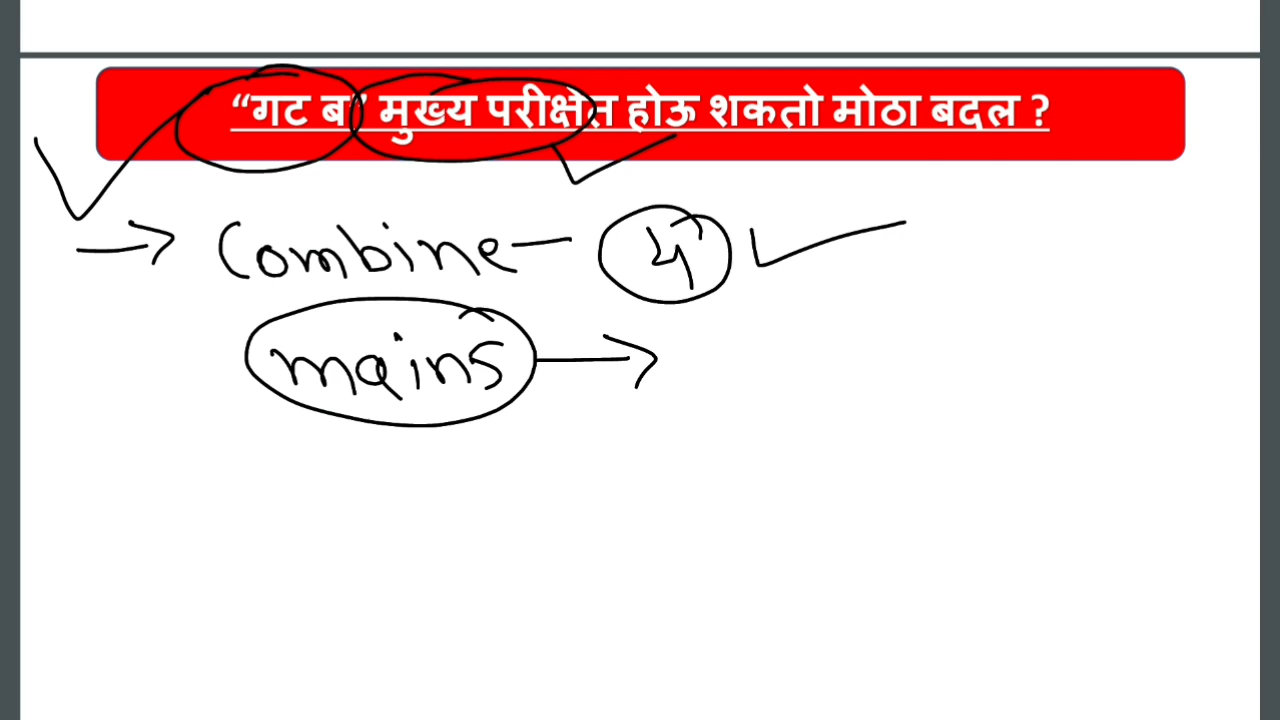 “गट ब” मुख्य परीक्षेत होऊ शकतो मोठा बदल ?
→ Combine —
mains →